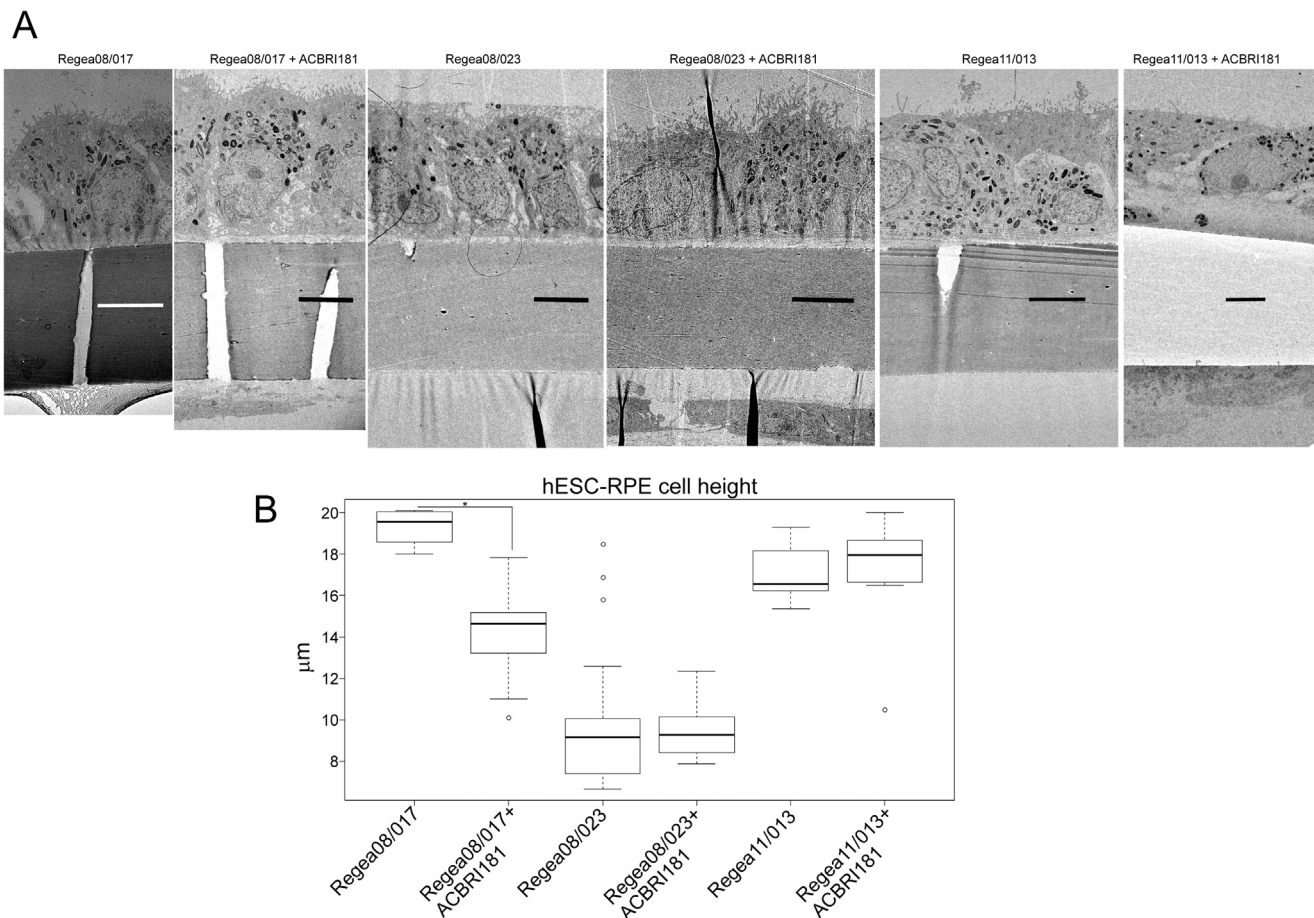 A
Regea08/017
Regea08/017 + ACBRI181
Regea08/023
Regea08/023 + ACBRI181
Regea11/013
Regea11/013 + ACBRI181
B
hESC-RPE cell height
*
μm
20
18
16
14
12
10
8
Regea08/017
Regea08/017+
ACBRI181
Regea08/023
Regea08/023+
ACBRI181
Regea11/013
Regea11/013+
ACBRI181